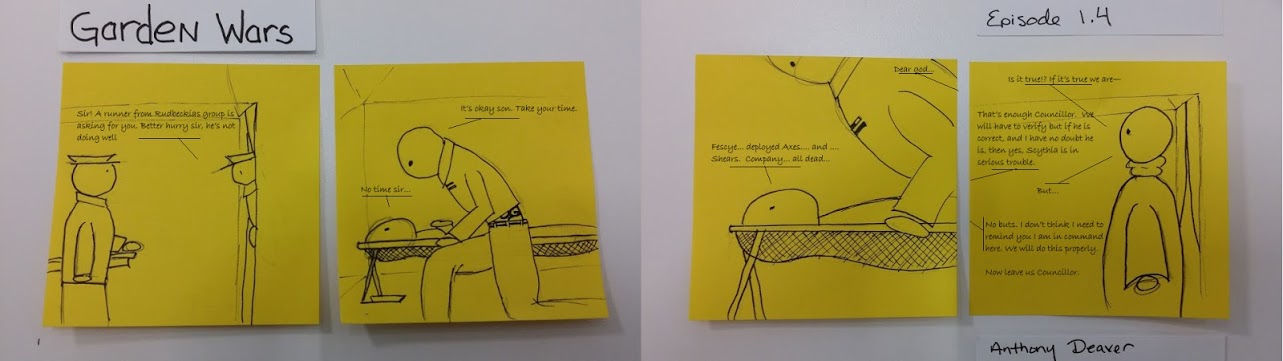 Garden Wars
Episode 1.4
Sir! A runner from Rudbeckias group is
asking for you. Better hurry sir, he's not
doing well
It's okay son. Take your time.
No time sir...
Dear god...
Fescye... deployed Axes.... and ....
Shears. Company... all dead...
Is it true!? If it's true we are—
That's enough Councillor. We
will have to verify but if he is
correct, and I have no doubt he
is, then yes, Scythia is in
serious trouble.
But...
No buts. I don't think I need to
remind you I am in command
here. We will do this properly.
Now leave us Councillor.
Anthony Deaver